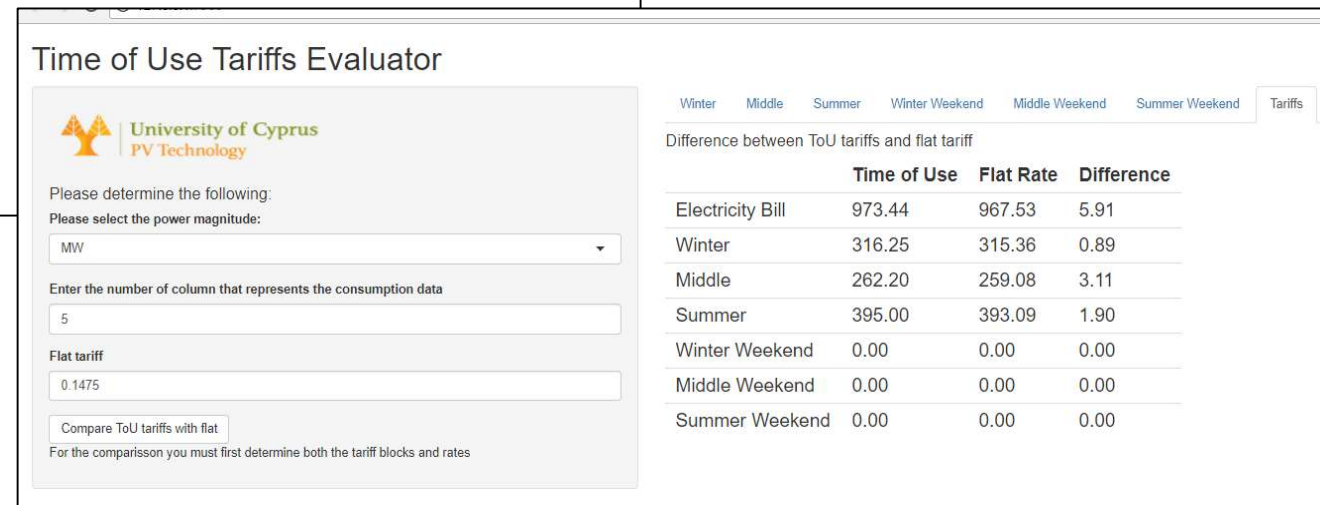 Time of Use Tariffs Evaluator
University of Cyprus
PV Technology
Please determine the following:
Please select the power magnitude:
MW
Enter the number of column that represents the consumption data
5
Flat tariff
0.1475
Compare ToU tariffs with flat
For the comparisson you must first determine both the tariff blocks and rates
Winter Middle Summer Winter Weekend Middle Weekend Summer Weekend Tariffs
Difference between ToU tariffs and flat tariff
Time of Use Flat Rate Difference
Electricity Bill 973.44 967.53 5.91
Winter 316.25 315.36 0.89
Middle 262.20 259.08 3.11
Summer 395.00 393.09 1.90
Winter Weekend 0.00 0.00 0.00
Middle Weekend 0.00 0.00 0.00
Summer Weekend 0.00 0.00 0.00